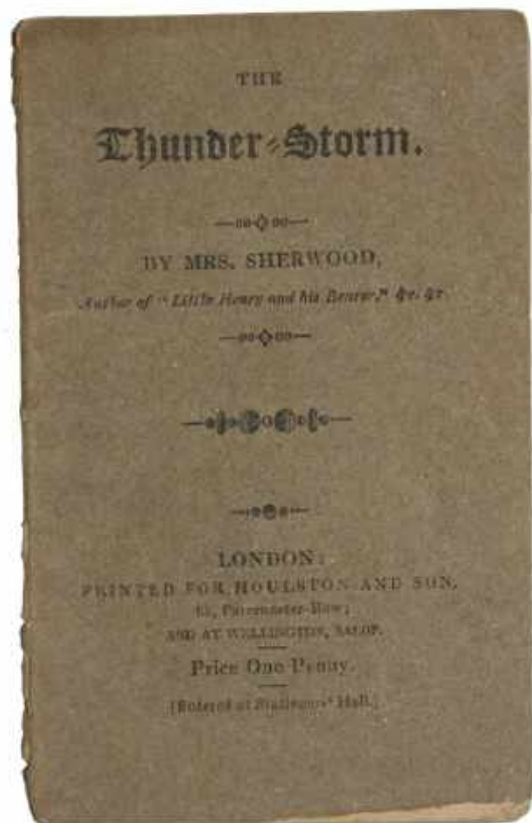 THE
Thunder-Storm.
BY MRS. SHERWOOD,
Author of "Little Henry and his Bearer," &c. &c.
LONDON:
PRINTED FOR HOULSTON AND SON,
65, Paternoster-Row;
AND AT WELLINGTON, SALOP.
Price One Penny.
[Entered at Stationers' Hall.]